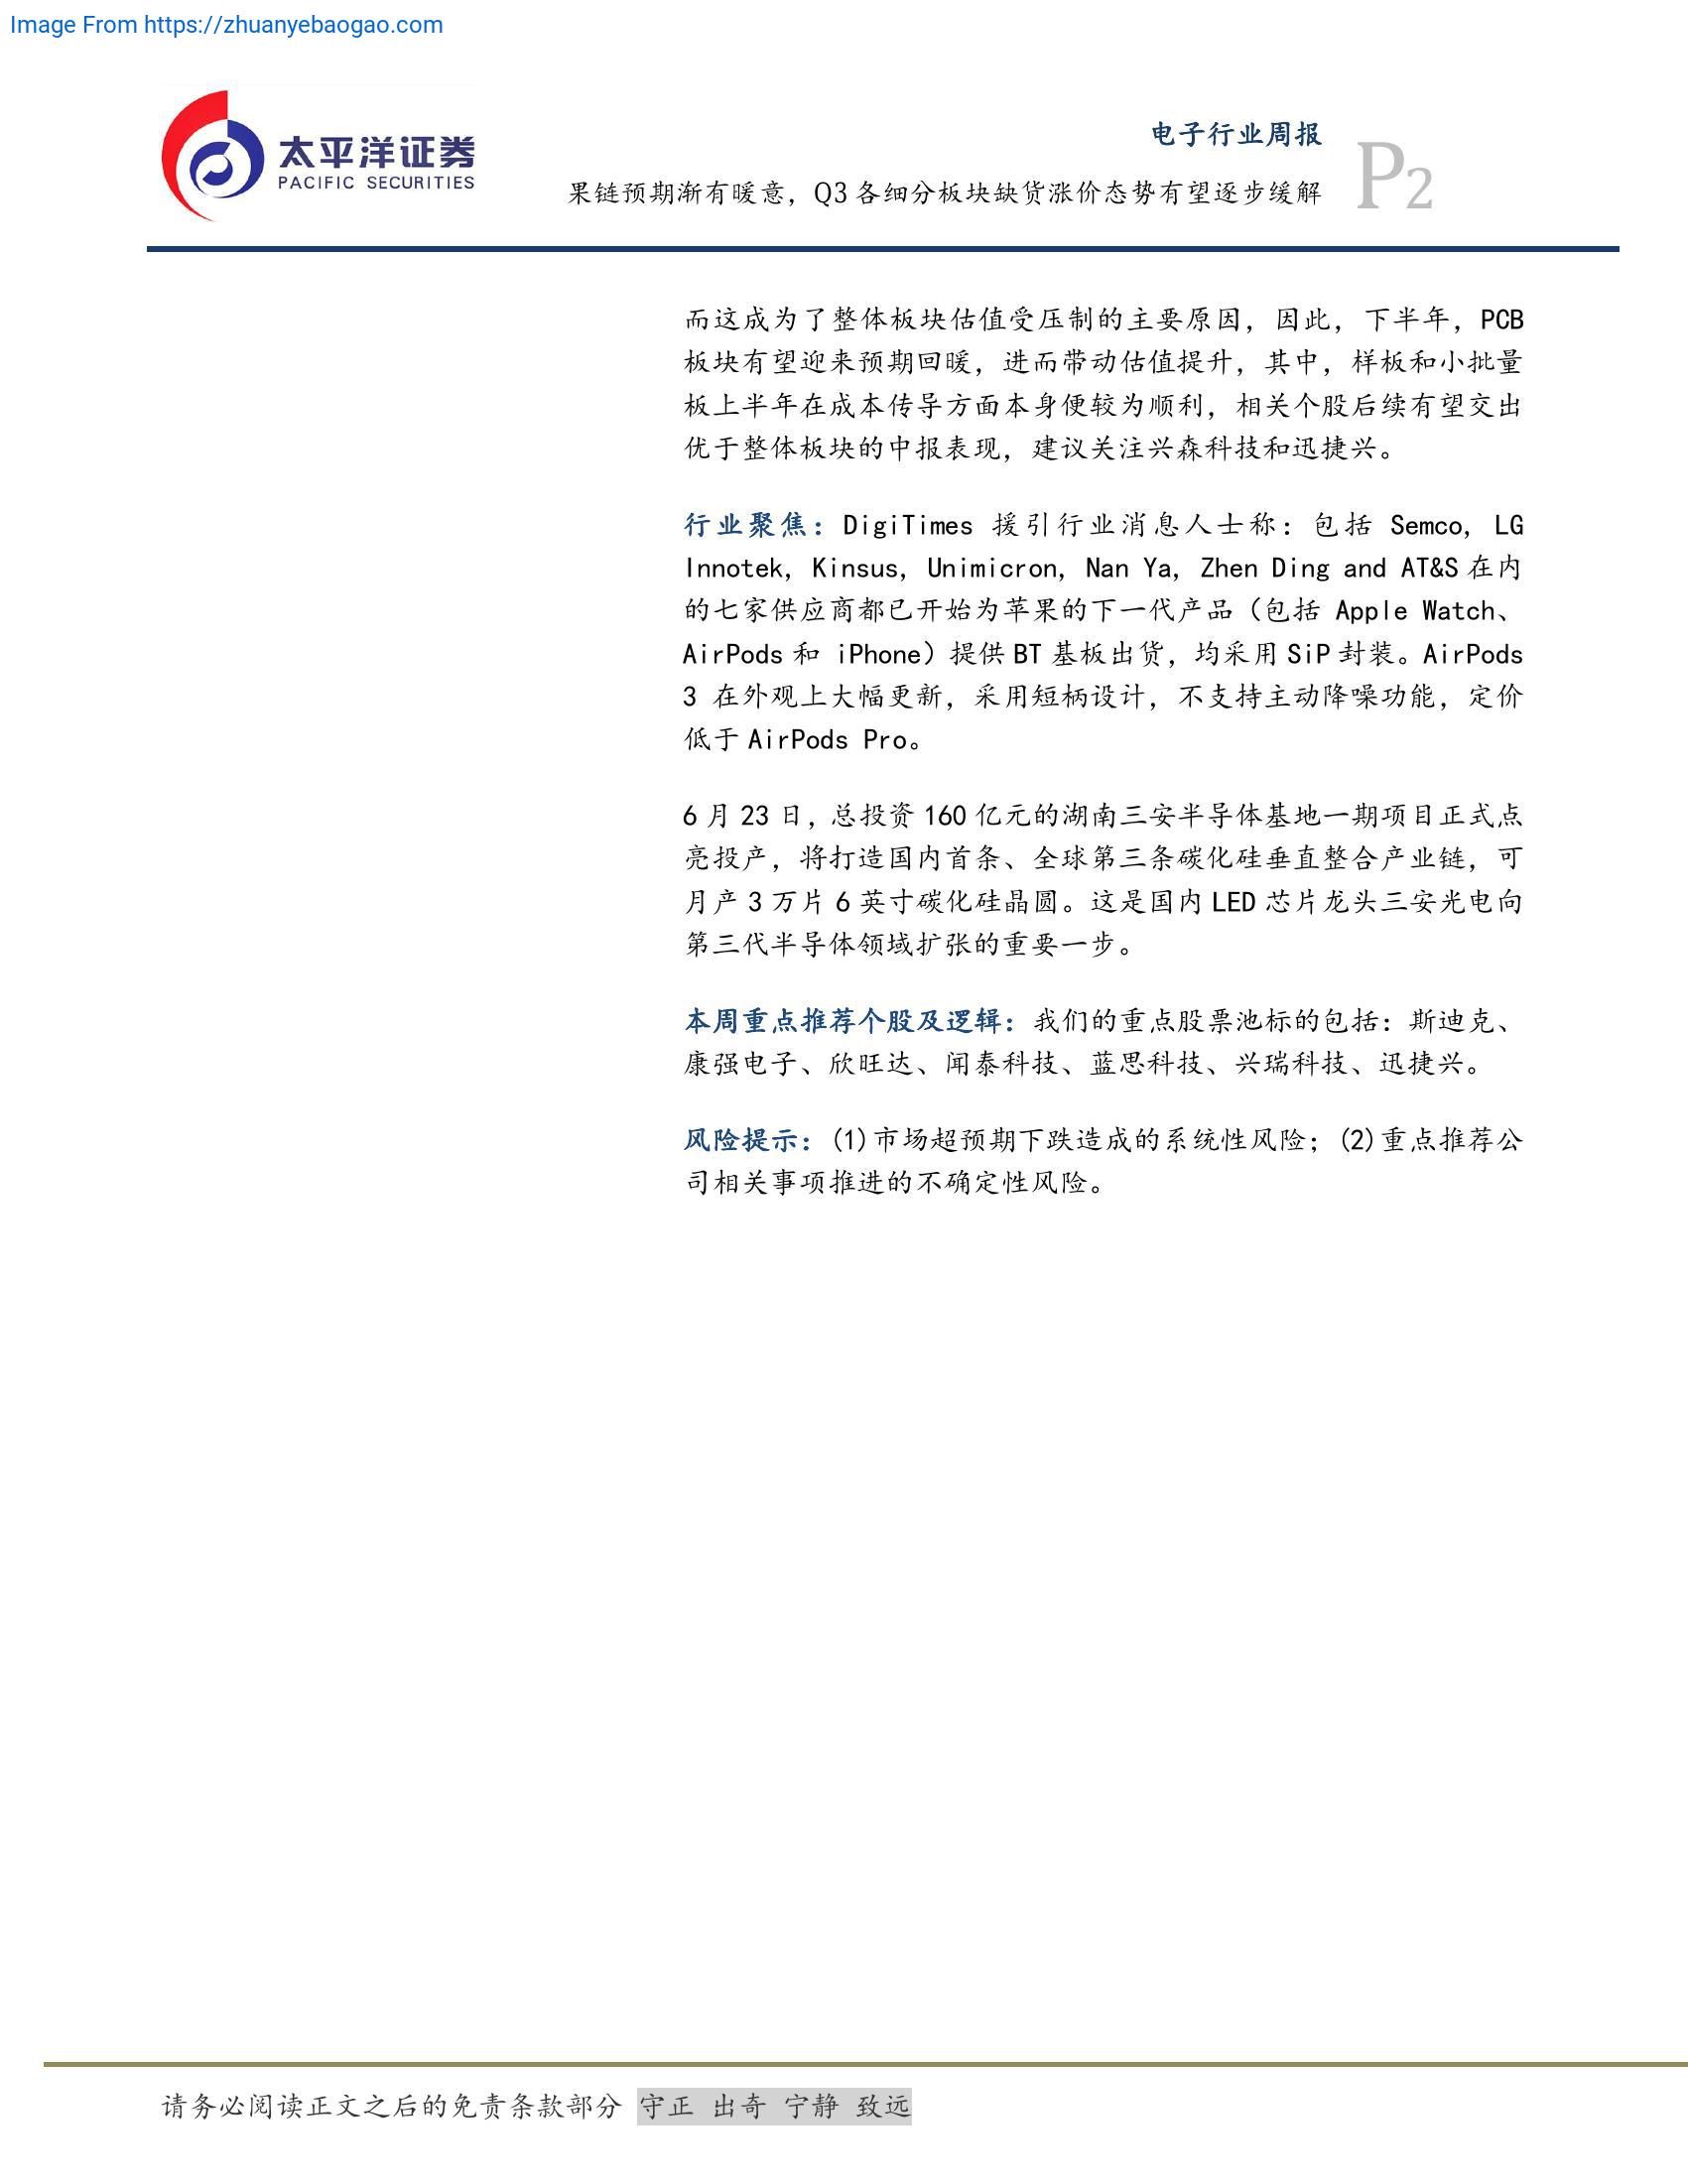 Image From https://zhuanyebaogao.com
太平洋证券
PACIFIC SECURITIES
电子行业周报
果链预期渐有暖意，Q3 各细分板块缺货涨价态势有望逐步缓解
P2
而这成为了整体板块估值受压制的主要原因，因此，下半年，PCB
板块有望迎来预期回暖，进而带动估值提升，其中，样板和小批量
板上半年在成本传导方面本身便较为顺利，相关个股后续有望交出
优于整体板块的中报表现，建议关注兴森科技和迅捷兴。
行业聚焦：DigiTimes 援引行业消息人士称：包括 Semco, LG
Innotek, Kinsus, Unimicron, Nan Ya, Zhen Ding and AT&S 在内
的七家供应商都已开始为苹果的下一代产品（包括 Apple Watch、
AirPods 和 iPhone）提供 BT 基板出货，均采用 SiP 封装。AirPods
3 在外观上大幅更新，采用短柄设计，不支持主动降噪功能，定价
低于 AirPods Pro。
6 月 23 日，总投资 160 亿元的湖南三安半导体基地一期项目正式点
亮投产，将打造国内首条、全球第三条碳化硅垂直整合产业链，可
月产 3 万片 6 英寸碳化硅晶圆。这是国内 LED 芯片龙头三安光电向
第三代半导体领域扩张的重要一步。
本周重点推荐个股及逻辑：我们的重点股票池标的包括：斯迪克、
康强电子、欣旺达、闻泰科技、蓝思科技、兴瑞科技、迅捷兴。
风险提示：(1)市场超预期下跌造成的系统性风险；(2)重点推荐公
司相关事项推进的不确定性风险。
请务必阅读正文之后的免责条款部分 守正 出奇 宁静 致远